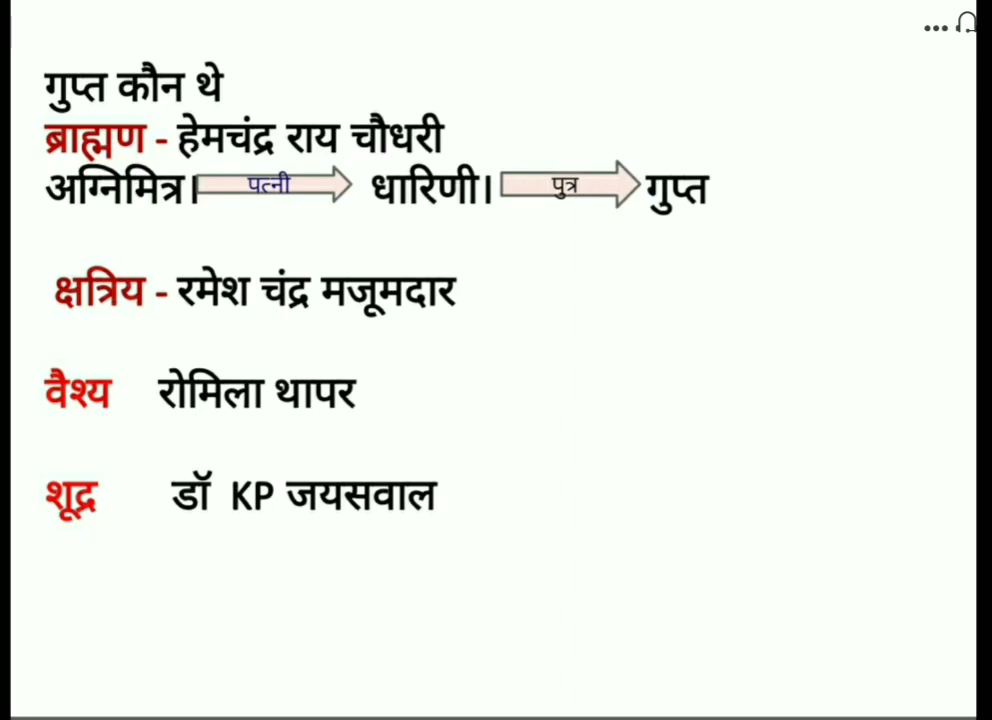 गुप्त कौन थे
ब्राह्मण - हेमचंद्र राय चौधरी
अग्निमित्र। पत्नी धारिणी। पुत्र गुप्त
क्षत्रिय - रमेश चंद्र मजूमदार
वैश्य रोमिला थापर
शूद्र डॉ KP जयसवाल